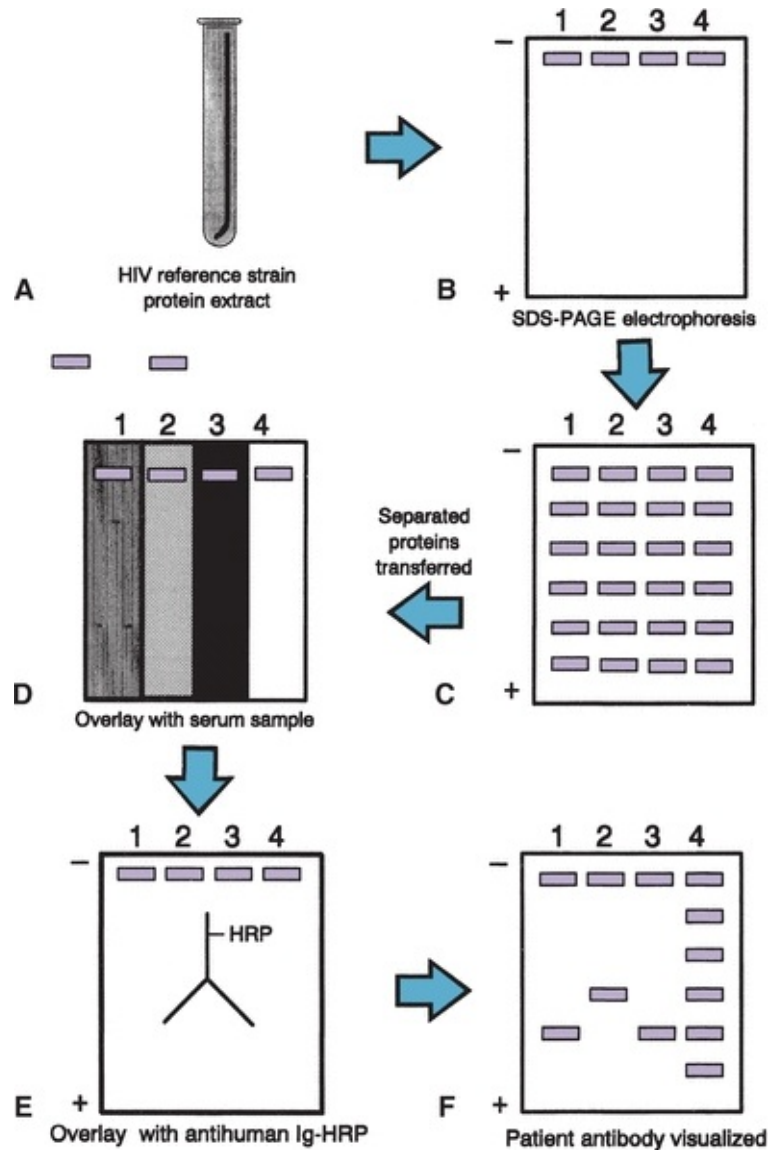 1 2 3 4
−
HIV reference strain
protein extract
A
B
+
SDS-PAGE electrophoresis
1 2 3 4
1 2 3 4
−
Separated
proteins
transferred
D
C
+
Overlay with serum sample
1 2 3 4
−
HRP
E
+
Overlay with antihuman Ig-HRP
1 2 3 4
−
F
+
Patient antibody visualized